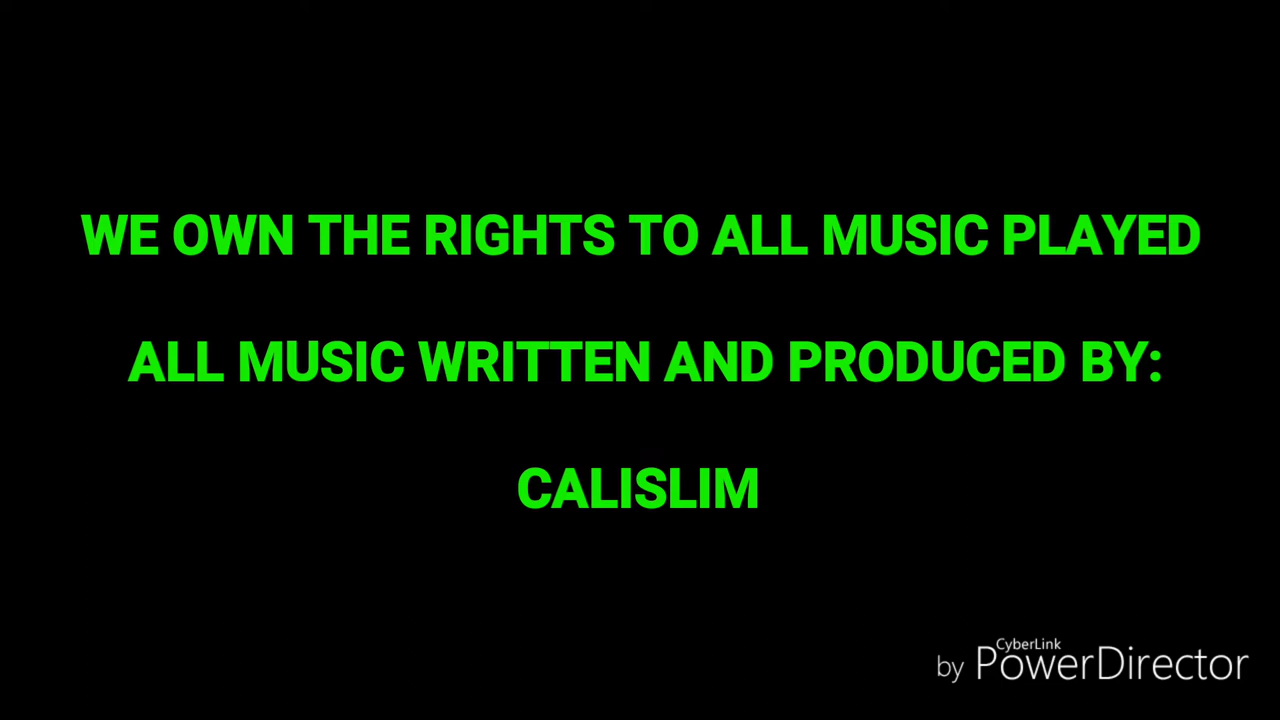 WE OWN THE RIGHTS TO ALL MUSIC PLAYED
ALL MUSIC WRITTEN AND PRODUCED BY:
CALISLIM
CyberLink
by PowerDirector